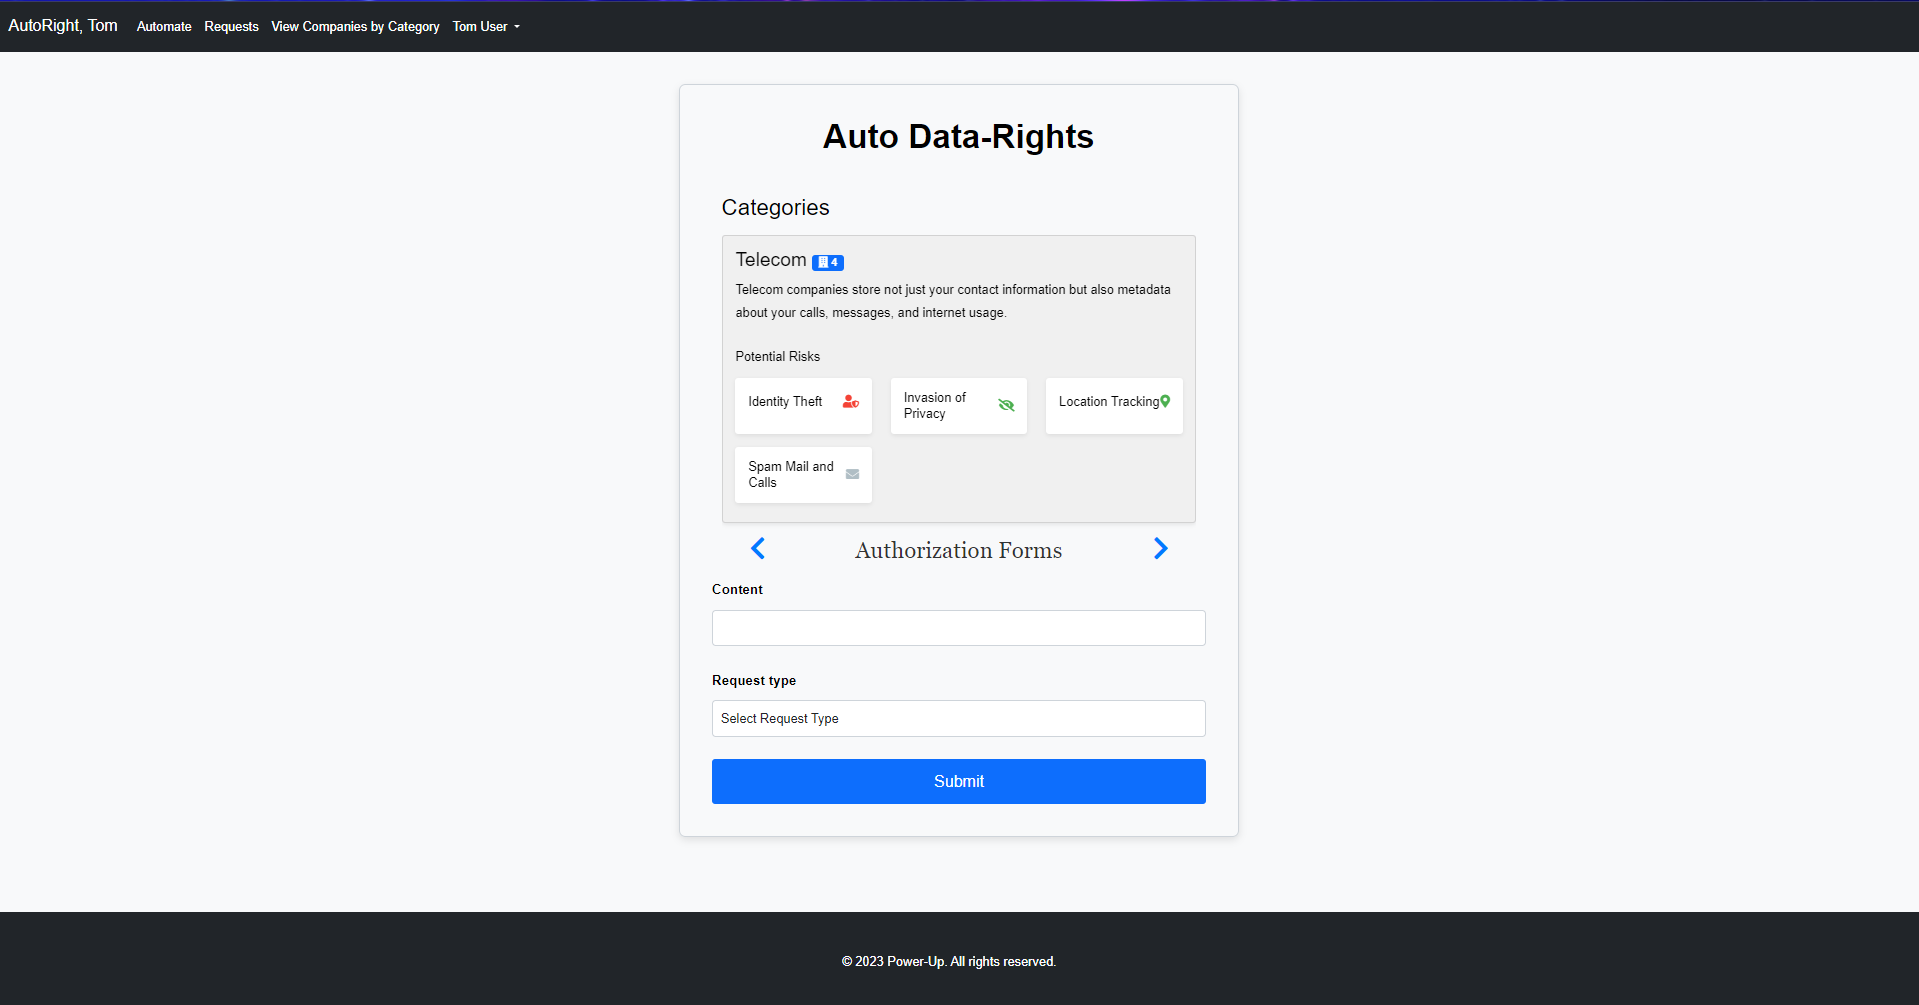 AutoRight, Tom Automate Requests View Companies by Category Tom User
Auto Data-Rights
Categories
Telecom 4
Telecom companies store not just your contact information but also metadata
about your calls, messages, and internet usage.
Potential Risks
Identity Theft
Invasion of
Privacy
Location Tracking
Spam Mail and
Calls
Authorization Forms
Content
Request type
Select Request Type
Submit
© 2023 Power-Up. All rights reserved.